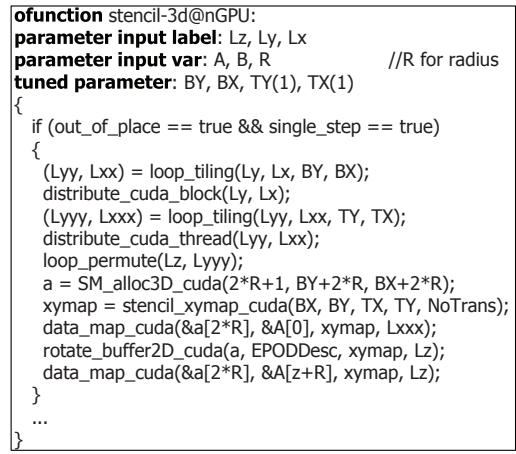 ofunction stencil-3d@nGPU:
parameter input label: Lz, Ly, Lx
parameter input var: A, B, R //R for radius
tuned parameter: BY, BX, TY(1), TX(1)
{
if (out_of_place == true && single_step == true)
{
(Lyy, Lxx) = loop_tiling(Ly, Lx, BY, BX);
distribute_cuda_block(Ly, Lx);
(Lyyy, Lxxx) = loop_tiling(Lyy, Lxx, TY, TX);
distribute_cuda_thread(Lyy, Lxx);
loop_permute(Lz, Lyyy);
a = SM_alloc3D_cuda(2*R+1, BY+2*R, BX+2*R);
xymap = stencil_xymap_cuda(BX, BY, TX, TY, NoTrans);
data_map_cuda(&a[2*R], &A[0], xymap, Lxxx);
rotate_buffer2D_cuda(a, EPODDesc, xymap, Lz);
data_map_cuda(&a[2*R], &A[z+R], xymap, Lz);
}
...
}